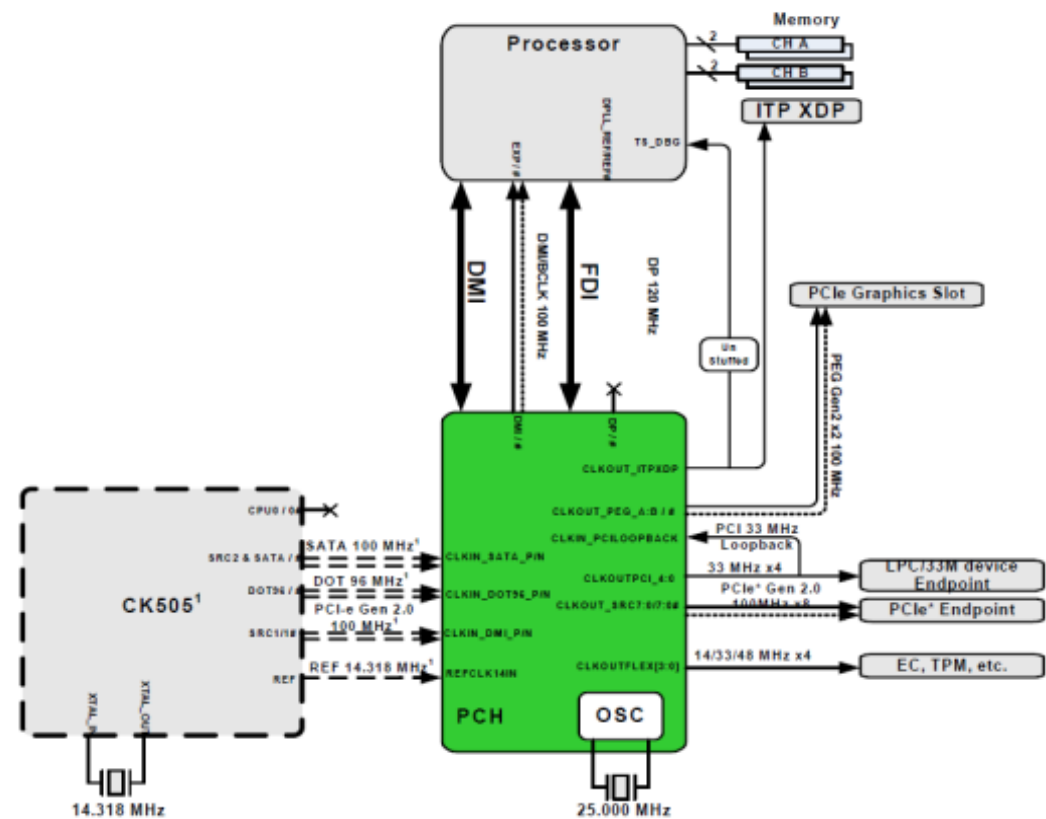 Memory
Processor
2
CH A
2
CH B
ITP XDP
DPLL_REF/REF#
TS_DBG
EXP / #
DMI
DMI/BCLK 100 MHz
FDI
DP 120 MHz
PCIe Graphics Slot
Un
Stuffed
PEG Gen2 x2 100 MHz
DMI / #
DP / #
CLKOUT_ITPXDP
CPU0 / 0#
CLKOUT_PEG_A:B / #
PCI 33 MHz
Loopback
CLKIN_PCILOOPBACK
SATA 100 MHz¹
SRC2 & SATA / #
CLKIN_SATA_P/N
33 MHz x4
CLKOUTPCI_4:0
LPC/33M device
Endpoint
DOT 96 MHz¹
DOT96 / #
CLKIN_DOT96_P/N
PCIe* Gen 2.0
100MHz x8
CLKOUT_SRC7:0/7:0#
PCIe* Endpoint
CK505¹
PCI-e Gen 2.0
100 MHz¹
SRC1/1#
CLKIN_DMI_P/N
14/33/48 MHz x4
CLKOUTFLEX[3:0]
EC, TPM, etc.
REF 14.318 MHz¹
REF
REFCLK14IN
XTAL_IN
XTAL_OUT
PCH
OSC
14.318 MHz
25.000 MHz